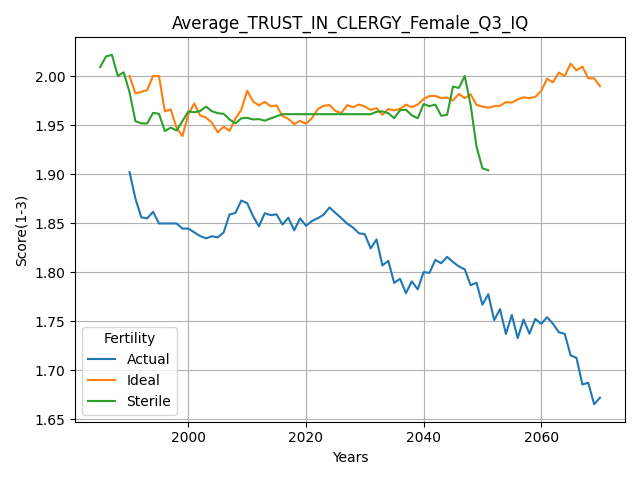 Average_TRUST_IN_CLERGY_Female_Q3_IQ
Score(1-3)
2.00
1.95
1.90
1.85
1.80
1.75
1.70
1.65
Fertility
Actual
Ideal
Sterile
2000 2020 2040 2060
Years